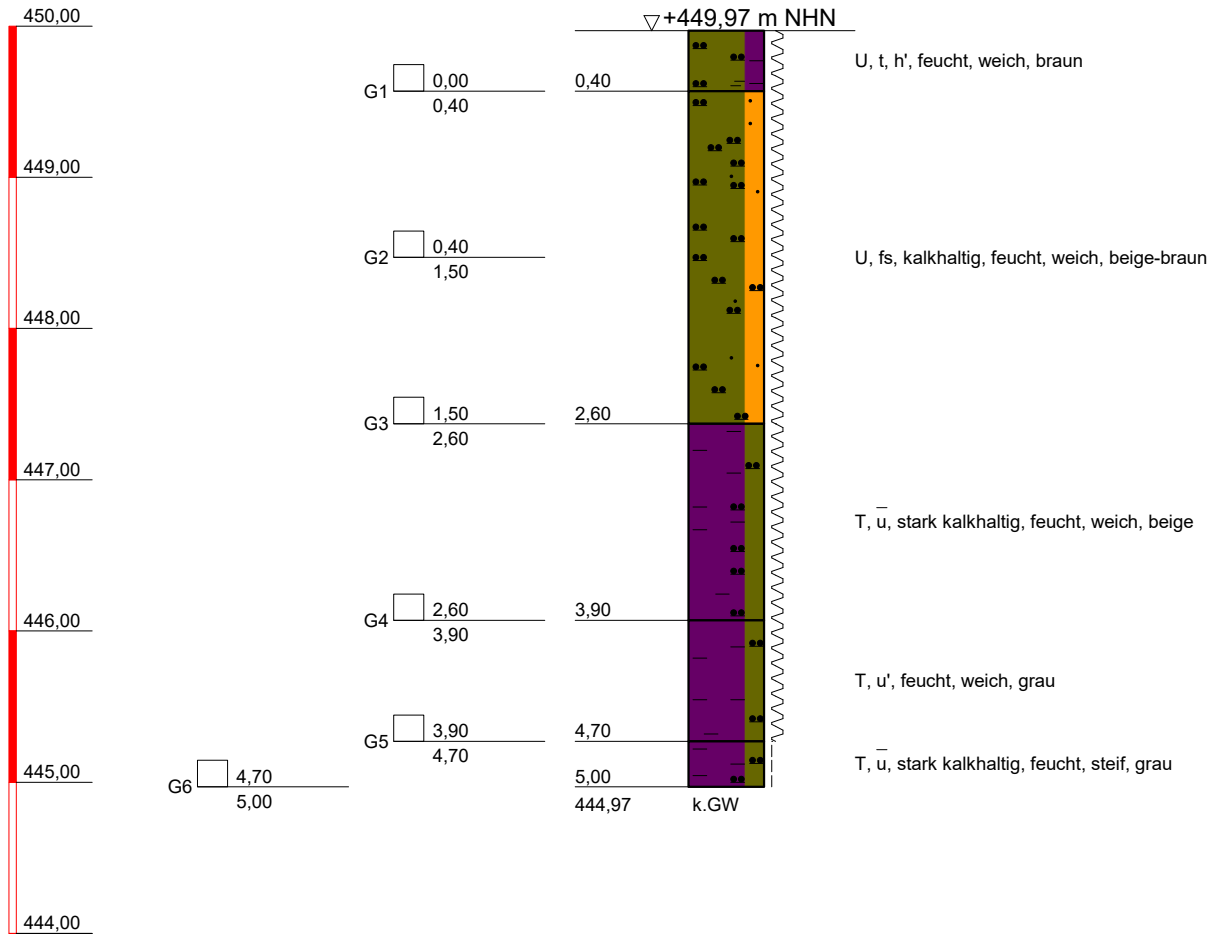 450,00
+449,97 m NHN
U, t, h', feucht, weich, braun
G1 0,00 0,40
0,40
449,00
G2 0,40
1,50
U, fs, kalkhaltig, feucht, weich, beige-braun
448,00
G3 1,50 2,60
2,60
447,00
T, u̅, stark kalkhaltig, feucht, weich, beige
G4 2,60 3,90
3,90
446,00
T, u', feucht, weich, grau
G5 3,90 4,70
4,70
T, u̅, stark kalkhaltig, feucht, steif, grau
445,00
G6 4,70 5,00
5,00 444,97 k.GW
444,00